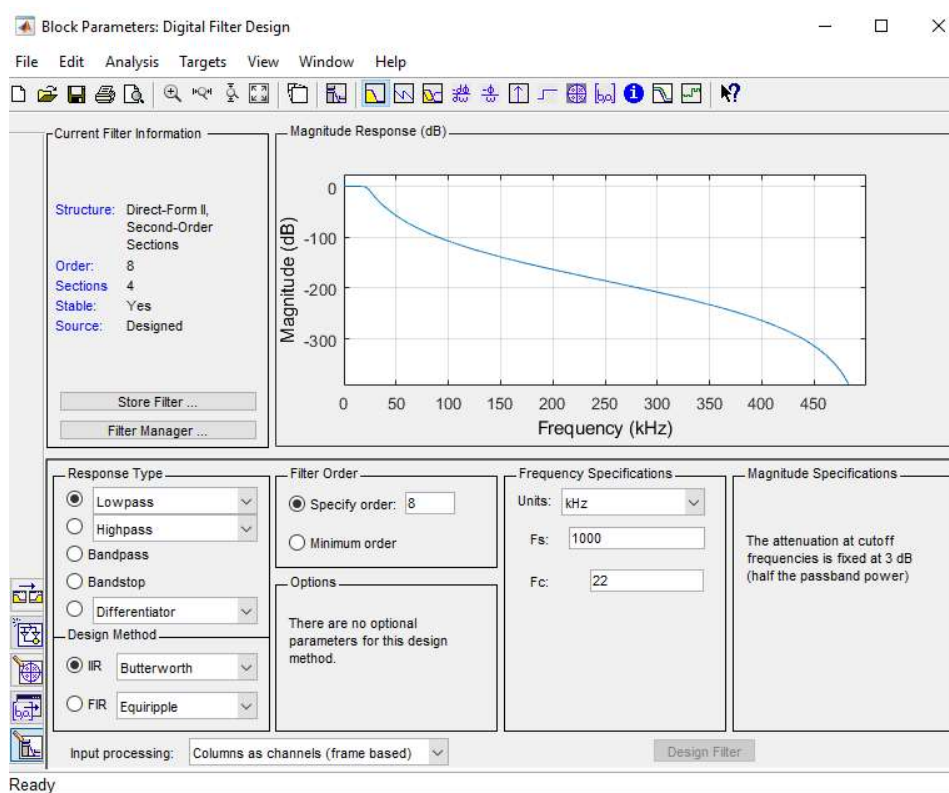 Block Parameters: Digital Filter Design
File Edit Analysis Targets View Window Help
Current Filter Information
Structure: Direct-Form II,
Second-Order
Sections
Order: 8
Sections 4
Stable: Yes
Source: Designed
Store Filter ...
Filter Manager ...
Magnitude Response (dB)
Magnitude (dB)
0
-100
-200
-300
0 50 100 150 200 250 300 350 400 450
Frequency (kHz)
Response Type
Lowpass
Highpass
Bandpass
Bandstop
Differentiator
Design Method
IIR Butterworth
FIR Equiripple
Filter Order
Specify order: 8
Minimum order
Options
There are no optional
parameters for this design
method.
Frequency Specifications
Units: kHz
Fs: 1000
Fc: 22
Magnitude Specifications
The attenuation at cutoff
frequencies is fixed at 3 dB
(half the passband power)
Input processing: Columns as channels (frame based)
Design Filter
Ready